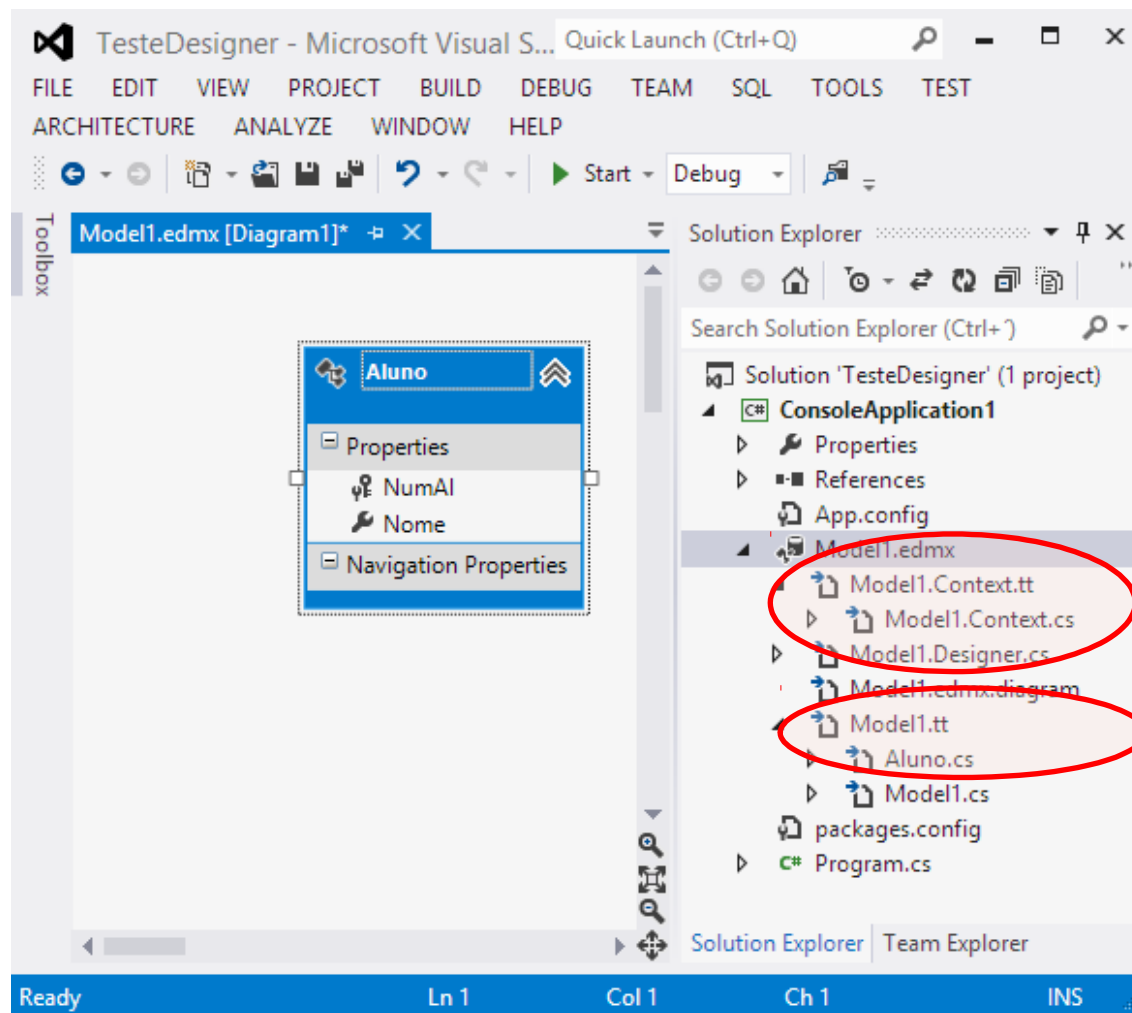 TesteDesigner - Microsoft Visual S... Quick Launch (Ctrl+Q)
FILE EDIT VIEW PROJECT BUILD DEBUG TEAM SQL TOOLS TEST
ARCHITECTURE ANALYZE WINDOW HELP
Start Debug
Toolbox
Model1.edmx [Diagram1]*
Aluno
Properties
NumAl
Nome
Navigation Properties
Solution Explorer
Search Solution Explorer (Ctrl+´)
Solution 'TesteDesigner' (1 project)
C# ConsoleApplication1
Properties
References
App.config
Model1.edmx
Model1.Context.tt
Model1.Context.cs
Model1.Designer.cs
Model1.edmx.diagram
Model1.tt
Aluno.cs
Model1.cs
packages.config
C# Program.cs
Solution Explorer Team Explorer
Ready Ln 1 Col 1 Ch 1 INS